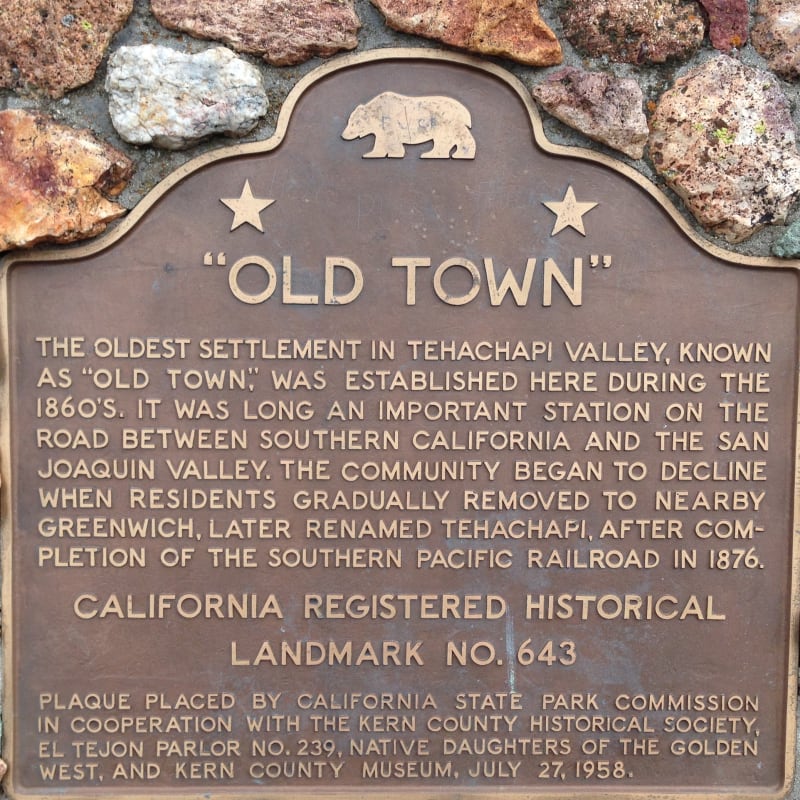 "OLD TOWN"
THE OLDEST SETTLEMENT IN TEHACHAPI VALLEY, KNOWN
AS "OLD TOWN", WAS ESTABLISHED HERE DURING THE
1860'S. IT WAS LONG AN IMPORTANT STATION ON THE
ROAD BETWEEN SOUTHERN CALIFORNIA AND THE SAN
JOAQUIN VALLEY. THE COMMUNITY BEGAN TO DECLINE
WHEN RESIDENTS GRADUALLY REMOVED TO NEARBY
GREENWICH, LATER RENAMED TEHACHAPI, AFTER COM-
PLETION OF THE SOUTHERN PACIFIC RAILROAD IN 1876.
CALIFORNIA REGISTERED HISTORICAL
LANDMARK NO. 643
PLAQUE PLACED BY CALIFORNIA STATE PARK COMMISSION
IN COOPERATION WITH THE KERN COUNTY HISTORICAL SOCIETY,
EL TEJON PARLOR NO. 239, NATIVE DAUGHTERS OF THE GOLDEN
WEST, AND KERN COUNTY MUSEUM, JULY 27, 1958.